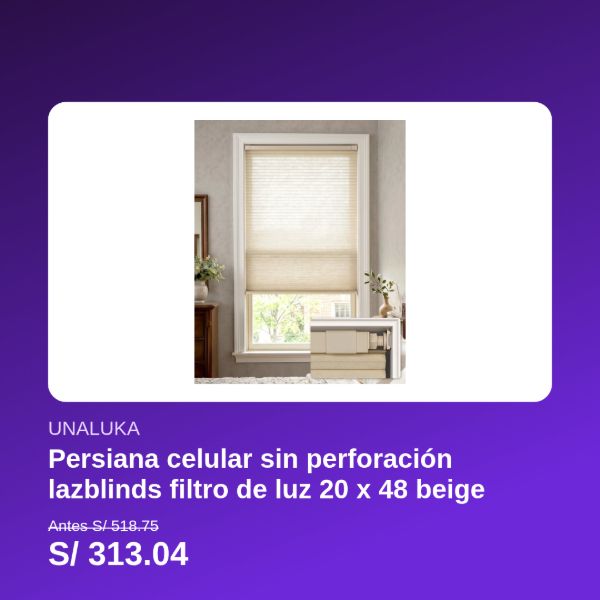 UNALUKA
Persiana celular sin perforación
lazblinds filtro de luz 20 x 48 beige
Antes S/ 518.75
S/ 313.04